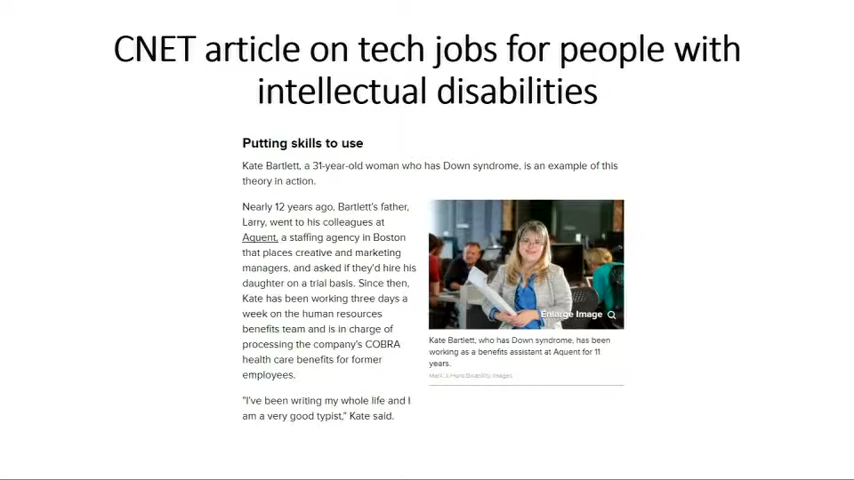 CNET article on tech jobs for people with
intellectual disabilities
Putting skills to use
Kate Bartlett, a 31-year-old woman who has Down syndrome, is an example of this
theory in action.
Nearly 12 years ago, Bartlett's father,
Larry, went to his colleagues at
Aquent, a staffing agency in Boston
that places creative and marketing
managers, and asked if they'd hire his
daughter on a trial basis. Since then,
Kate has been working three days a
week on the human resources
benefits team and is in charge of
processing the company's COBRA
health care benefits for former
employees.
"I've been writing my whole life and I
am a very good typist," Kate said.
Enlarge Image
Kate Bartlett, who has Down syndrome, has been
working as a benefits assistant at Aquent for 11
years.